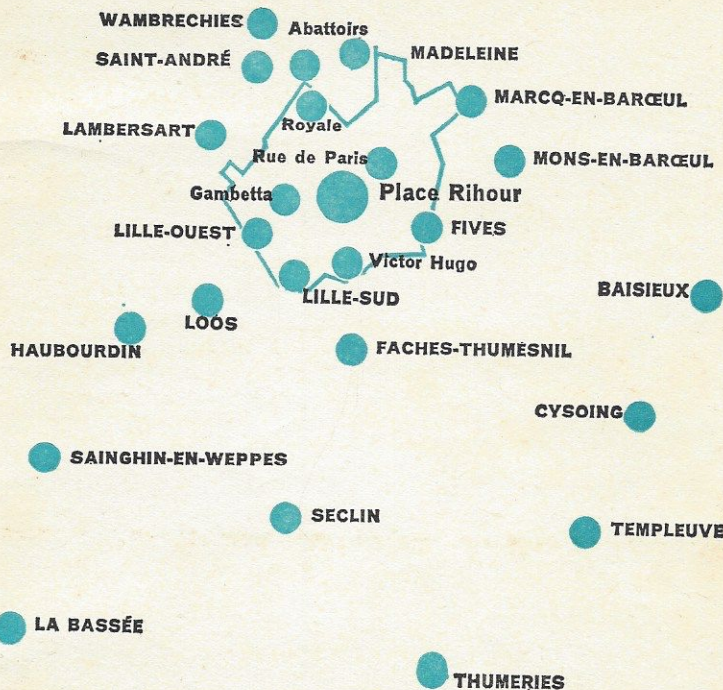 WAMBRECHIES
Abattoirs
SAINT-ANDRÉ
MADELEINE
MARCQ-EN-BARŒUL
LAMBERSART
Royale
Rue de Paris
MONS-EN-BARŒUL
Gambetta
Place Rihour
LILLE-OUEST
FIVES
Victor Hugo
LILLE-SUD
BAISIEUX
LOOS
HAUBOURDIN
FACHES-THUMESNIL
CYSOING
SAINGHIN-EN-WEPPES
SECLIN
TEMPLEUVE
LA BASSÉE
THUMERIES